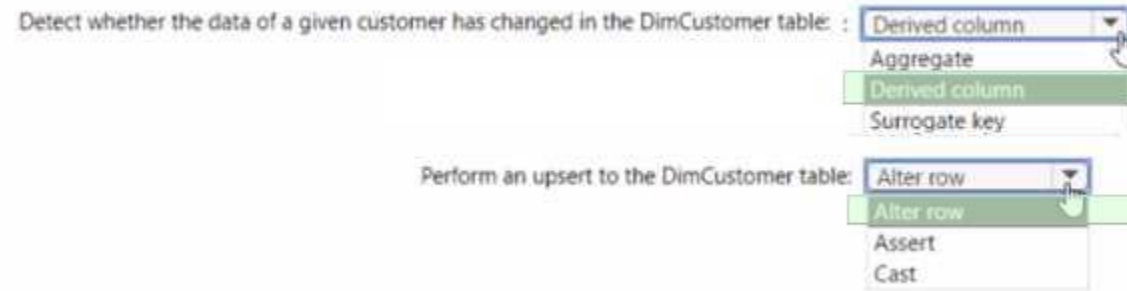 Detect whether the data of a given customer has changed in the DimCustomer table: : Derived column
Aggregate
Derived column
Surrogate key
Perform an upsert to the DimCustomer table: Alter row
Alter row
Assert
Cast